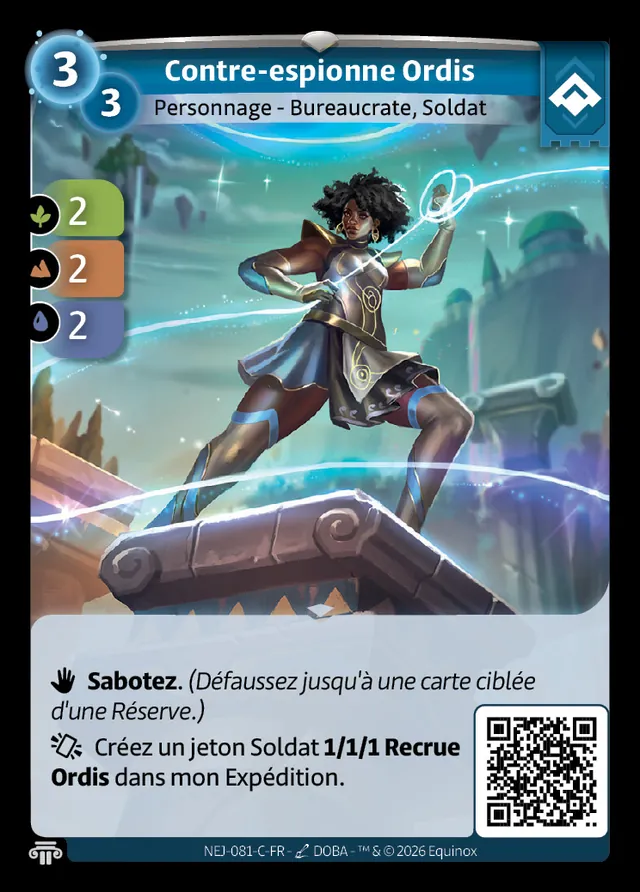 3
3
Contre-espionne Ordis
Personnage - Bureaucrate, Soldat
2
2
2
Sabotez. (Défaussez jusqu'à une carte ciblée
d'une Réserve.)
Créez un jeton Soldat 1/1/1 Recrue
Ordis dans mon Expédition.
NEJ-081-C-FR - DOBA - ™ & © 2026 Equinox